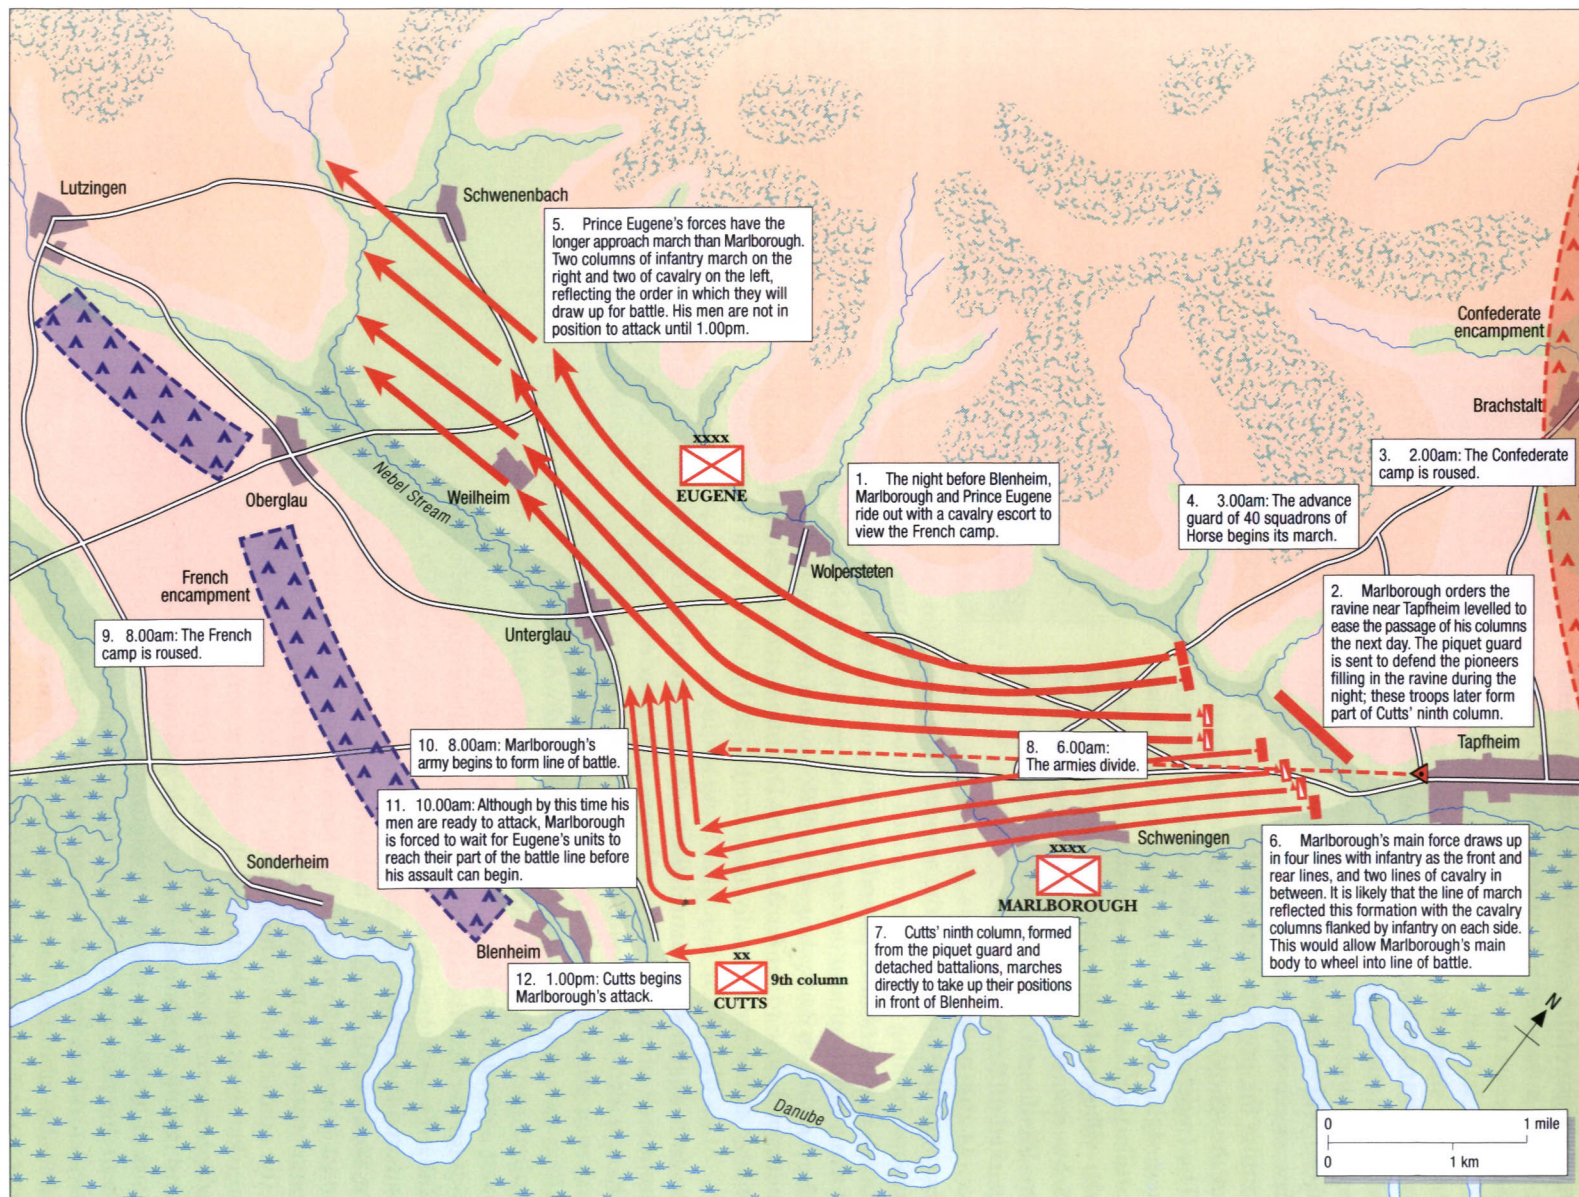 Lutzingen
Schwenenbach
5. Prince Eugene's forces have the
longer approach march than Marlborough.
Two columns of infantry march on the
right and two of cavalry on the left,
reflecting the order in which they will
draw up for battle. His men are not in
position to attack until 1.00pm.
Confederate
encampment
Brachstalt
3. 2.00am: The Confederate
camp is roused.
xxxx
EUGENE
Oberglau
Nebel Stream
Weilheim
1. The night before Blenheim,
Marlborough and Prince Eugene
ride out with a cavalry escort to
view the French camp.
4. 3.00am: The advance
guard of 40 squadrons of
Horse begins its march.
Wolpersteten
French
encampment
2. Marlborough orders the
ravine near Tapfheim levelled to
ease the passage of his columns
the next day. The piquet guard
is sent to defend the pioneers
filling in the ravine during the
night; these troops later form
part of Cutts' ninth column.
9. 8.00am: The French
camp is roused.
Unterglau
10. 8.00am: Marlborough's
army begins to form line of battle.
8. 6.00am:
The armies divide.
Tapfheim
11. 10.00am: Although by this time his
men are ready to attack, Marlborough
is forced to wait for Eugene's units to
reach their part of the battle line before
his assault can begin.
Schweningen
Sonderheim
xxxx
MARLBOROUGH
6. Marlborough's main force draws up
in four lines with infantry as the front and
rear lines, and two lines of cavalry in
between. It is likely that the line of march
reflected this formation with the cavalry
columns flanked by infantry on each side.
This would allow Marlborough's main
body to wheel into line of battle.
Blenheim
7. Cutts' ninth column, formed
from the piquet guard and
detached battalions, marches
directly to take up their positions
in front of Blenheim.
12. 1.00pm: Cutts begins
Marlborough's attack.
xx
9th column
CUTTS
N
Danube
0 1 mile
0 1 km